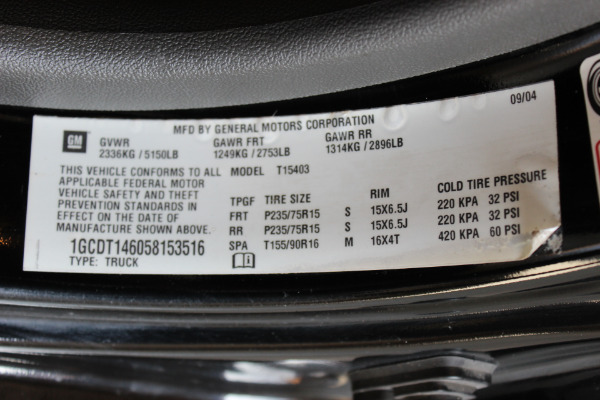 09/04
MFD BY GENERAL MOTORS CORPORATION
GM
GVWR GAWR FRT GAWR RR
2336KG / 5150LB 1249KG / 2753LB 1314KG / 2896LB
THIS VEHICLE CONFORMS TO ALL MODEL T15403
APPLICABLE FEDERAL MOTOR
VEHICLE SAFETY AND THEFT
PREVENTION STANDARDS
IN EFFECT ON THE DATE OF
MANUFACTURE SHOWN ABOVE.
1GCDT146058153516
TYPE: TRUCK
TPGF TIRE SIZE RIM COLD TIRE PRESSURE
FRT P235/75R15 S 15X6.5J 220 KPA 32 PSI
RR P235/75R15 S 15X6.5J 220 KPA 32 PSI
SPA T155/90R16 M 16X4T 420 KPA 60 PSI